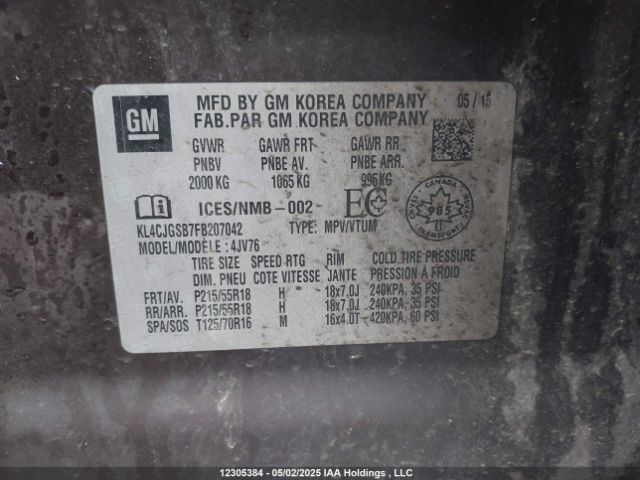 GM
MFD BY GM KOREA COMPANY 05 / 15
FAB.PAR GM KOREA COMPANY
GVWR GAWR FRT GAWR RR
PNBV PNBE AV. PNBE ARR.
2000 KG 1065 KG 995 KG
ICES/NMB-002 EC
CANADA
985
KL4CJGSB7FB207042 TYPE: MPV/VTUM
MODEL/MODÈLE : 4JV76
TIRE SIZE SPEED RTG RIM COLD TIRE PRESSURE
DIM. PNEU COTE VITESSE JANTE PRESSION À FROID
FRT/AV. P215/55R18 H 18x7.0J 240KPA, 35 PSI
RR/ARR. P215/55R18 H 18x7.0J 240KPA, 35 PSI
SPA/SOS T125/70R16 M 16x4.0T 420KPA, 60 PSI
12305384 - 05/02/2025 IAA Holdings , LLC